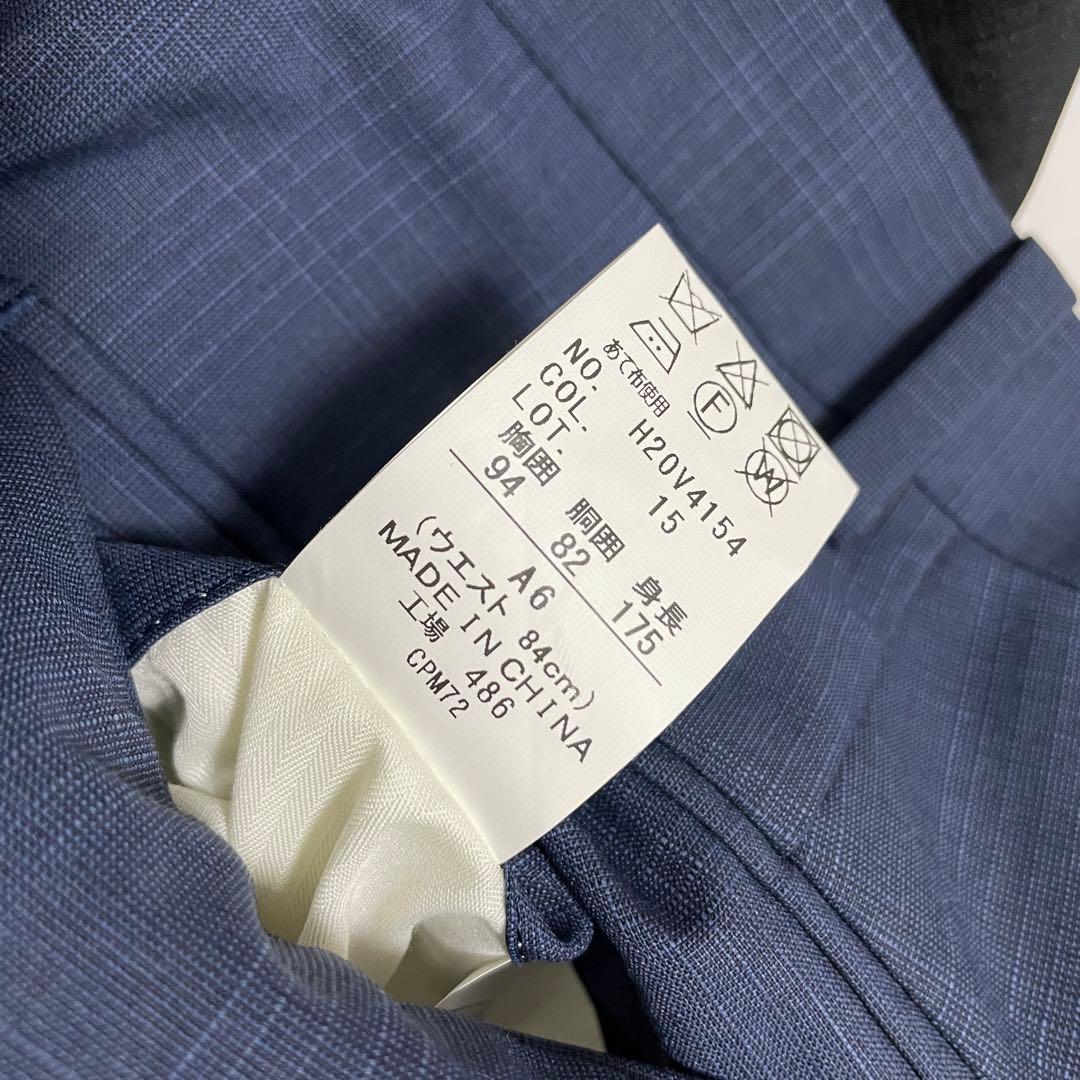 F W
あて布使用
NO. H20V4154
COL. 15
LOT.
胸囲 胴囲 身長
94 82 175
A6
(ウエスト 84cm)
MADE IN CHINA
工場 486
CPM72